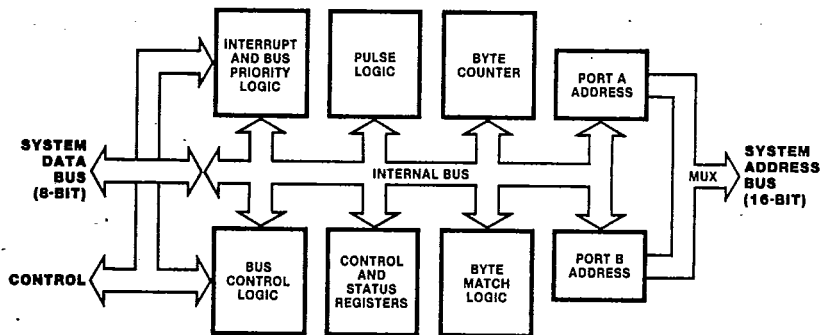 INTERRUPT
AND BUS
PRIORITY
LOGIC
PULSE
LOGIC
BYTE
COUNTER
PORT A
ADDRESS
SYSTEM
DATA
BUS
(8-BIT)
INTERNAL BUS
MUX
SYSTEM
ADDRESS
BUS
(16-BIT)
CONTROL
BUS
CONTROL
LOGIC
CONTROL
AND
STATUS
REGISTERS
BYTE
MATCH
LOGIC
PORT B
ADDRESS